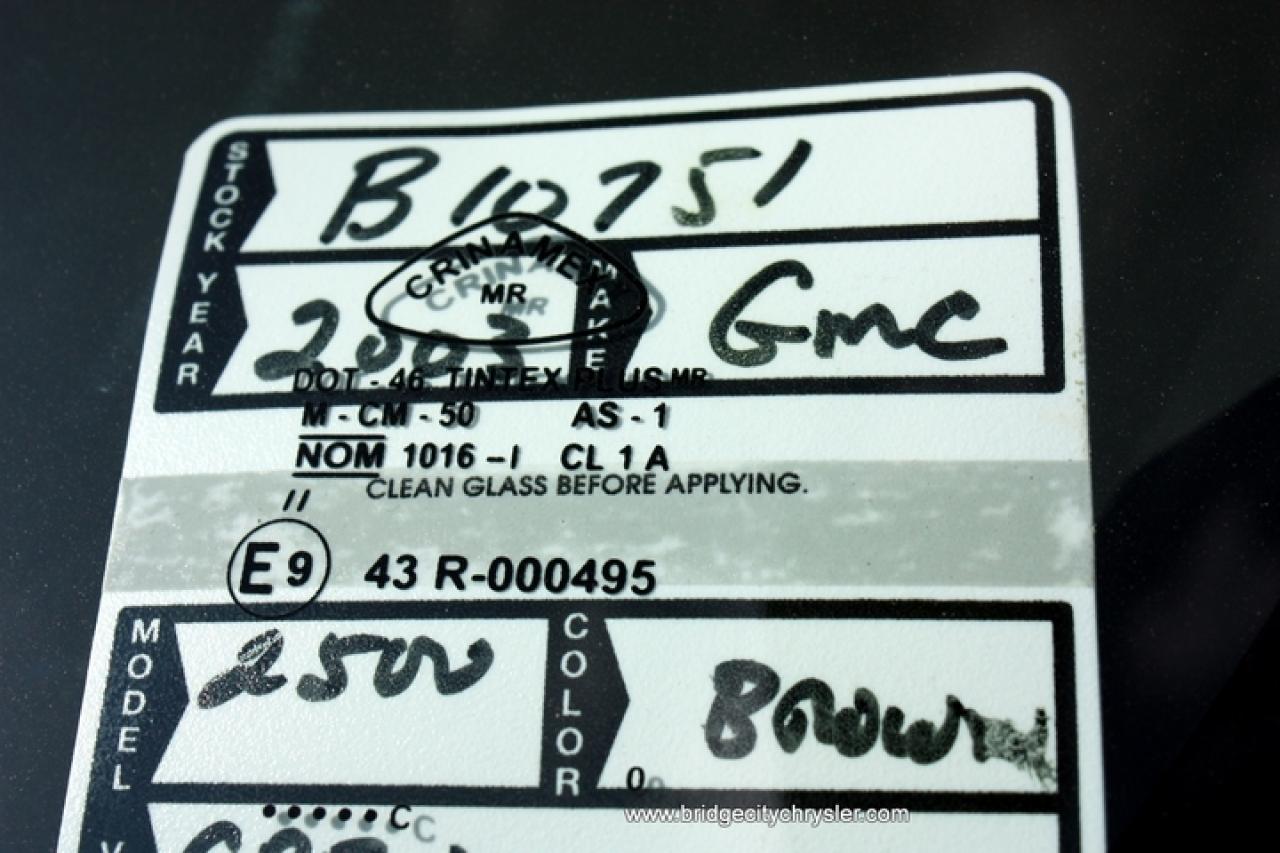 STOCK
B10751
YEAR
2003
MAKE
GMC
CRINAMEX
MR
DOT - 46 TINTEX PLUS MR
M - CM - 50 AS - 1
NOM 1016 - I CL 1 A
CLEAN GLASS BEFORE APPLYING.
E9 43 R-000495
MODEL
2500
COLOR
BROWN
C
www.bridgecitychrysler.com